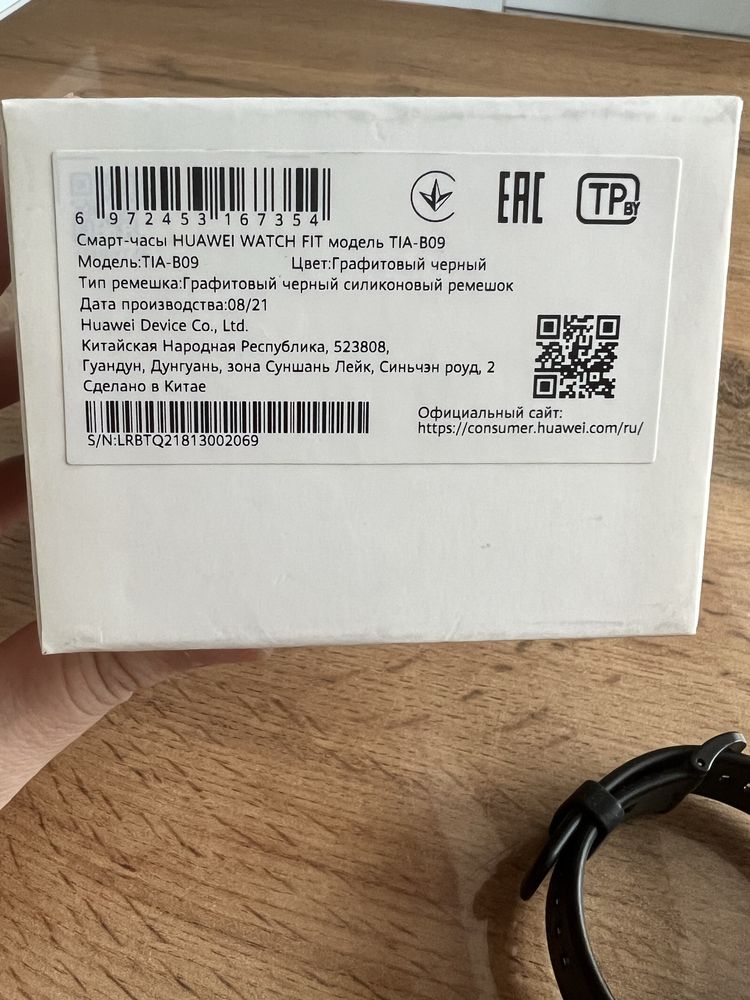 6 972453 167354
EAC
TP BY
Смарт-часы HUAWEI WATCH FIT модель TIA-B09
Модель:TIA-B09 Цвет:Графитовый черный
Тип ремешка:Графитовый черный силиконовый ремешок
Дата производства:08/21
Huawei Device Co., Ltd.
Китайская Народная Республика, 523808,
Гуандун, Дунгуань, зона Суншань Лейк, Синьчэн роуд, 2
Сделано в Китае
S/N:LRBTQ21813002069
Официальный сайт:
https://consumer.huawei.com/ru/